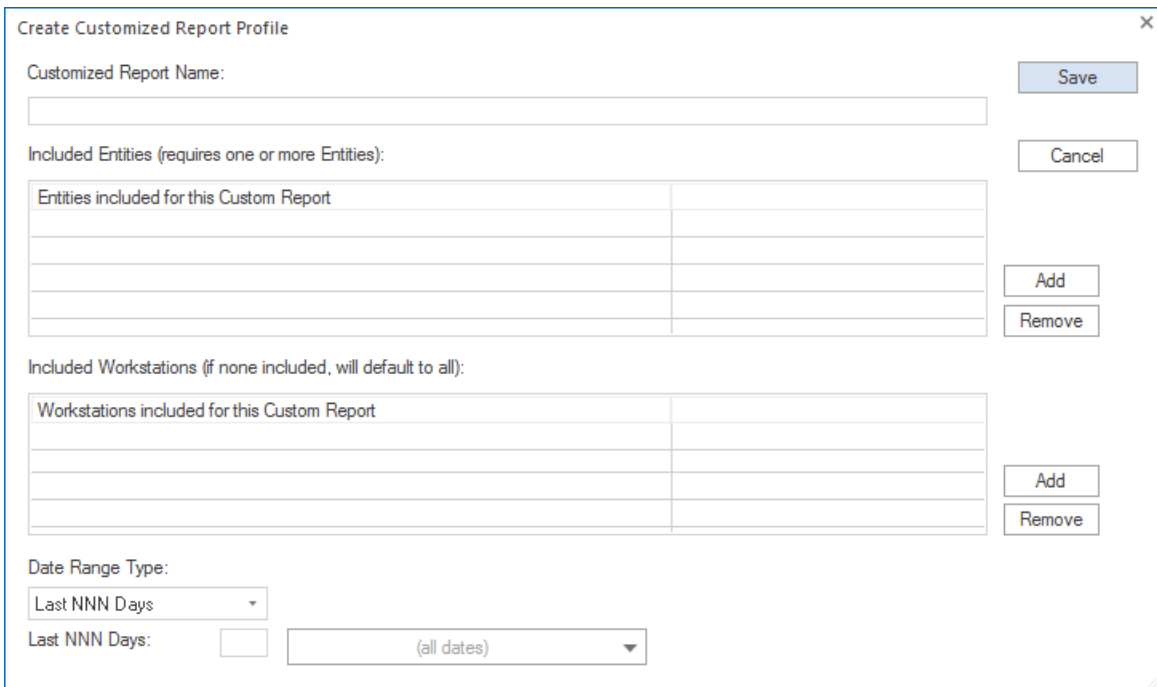 Create Customized Report Profile
Customized Report Name:
Save
Included Entities (requires one or more Entities):
Cancel
Entities included for this Custom Report
Add
Remove
Included Workstations (if none included, will default to all):
Workstations included for this Custom Report
Add
Remove
Date Range Type:
Last NNN Days
Last NNN Days:
(all dates)